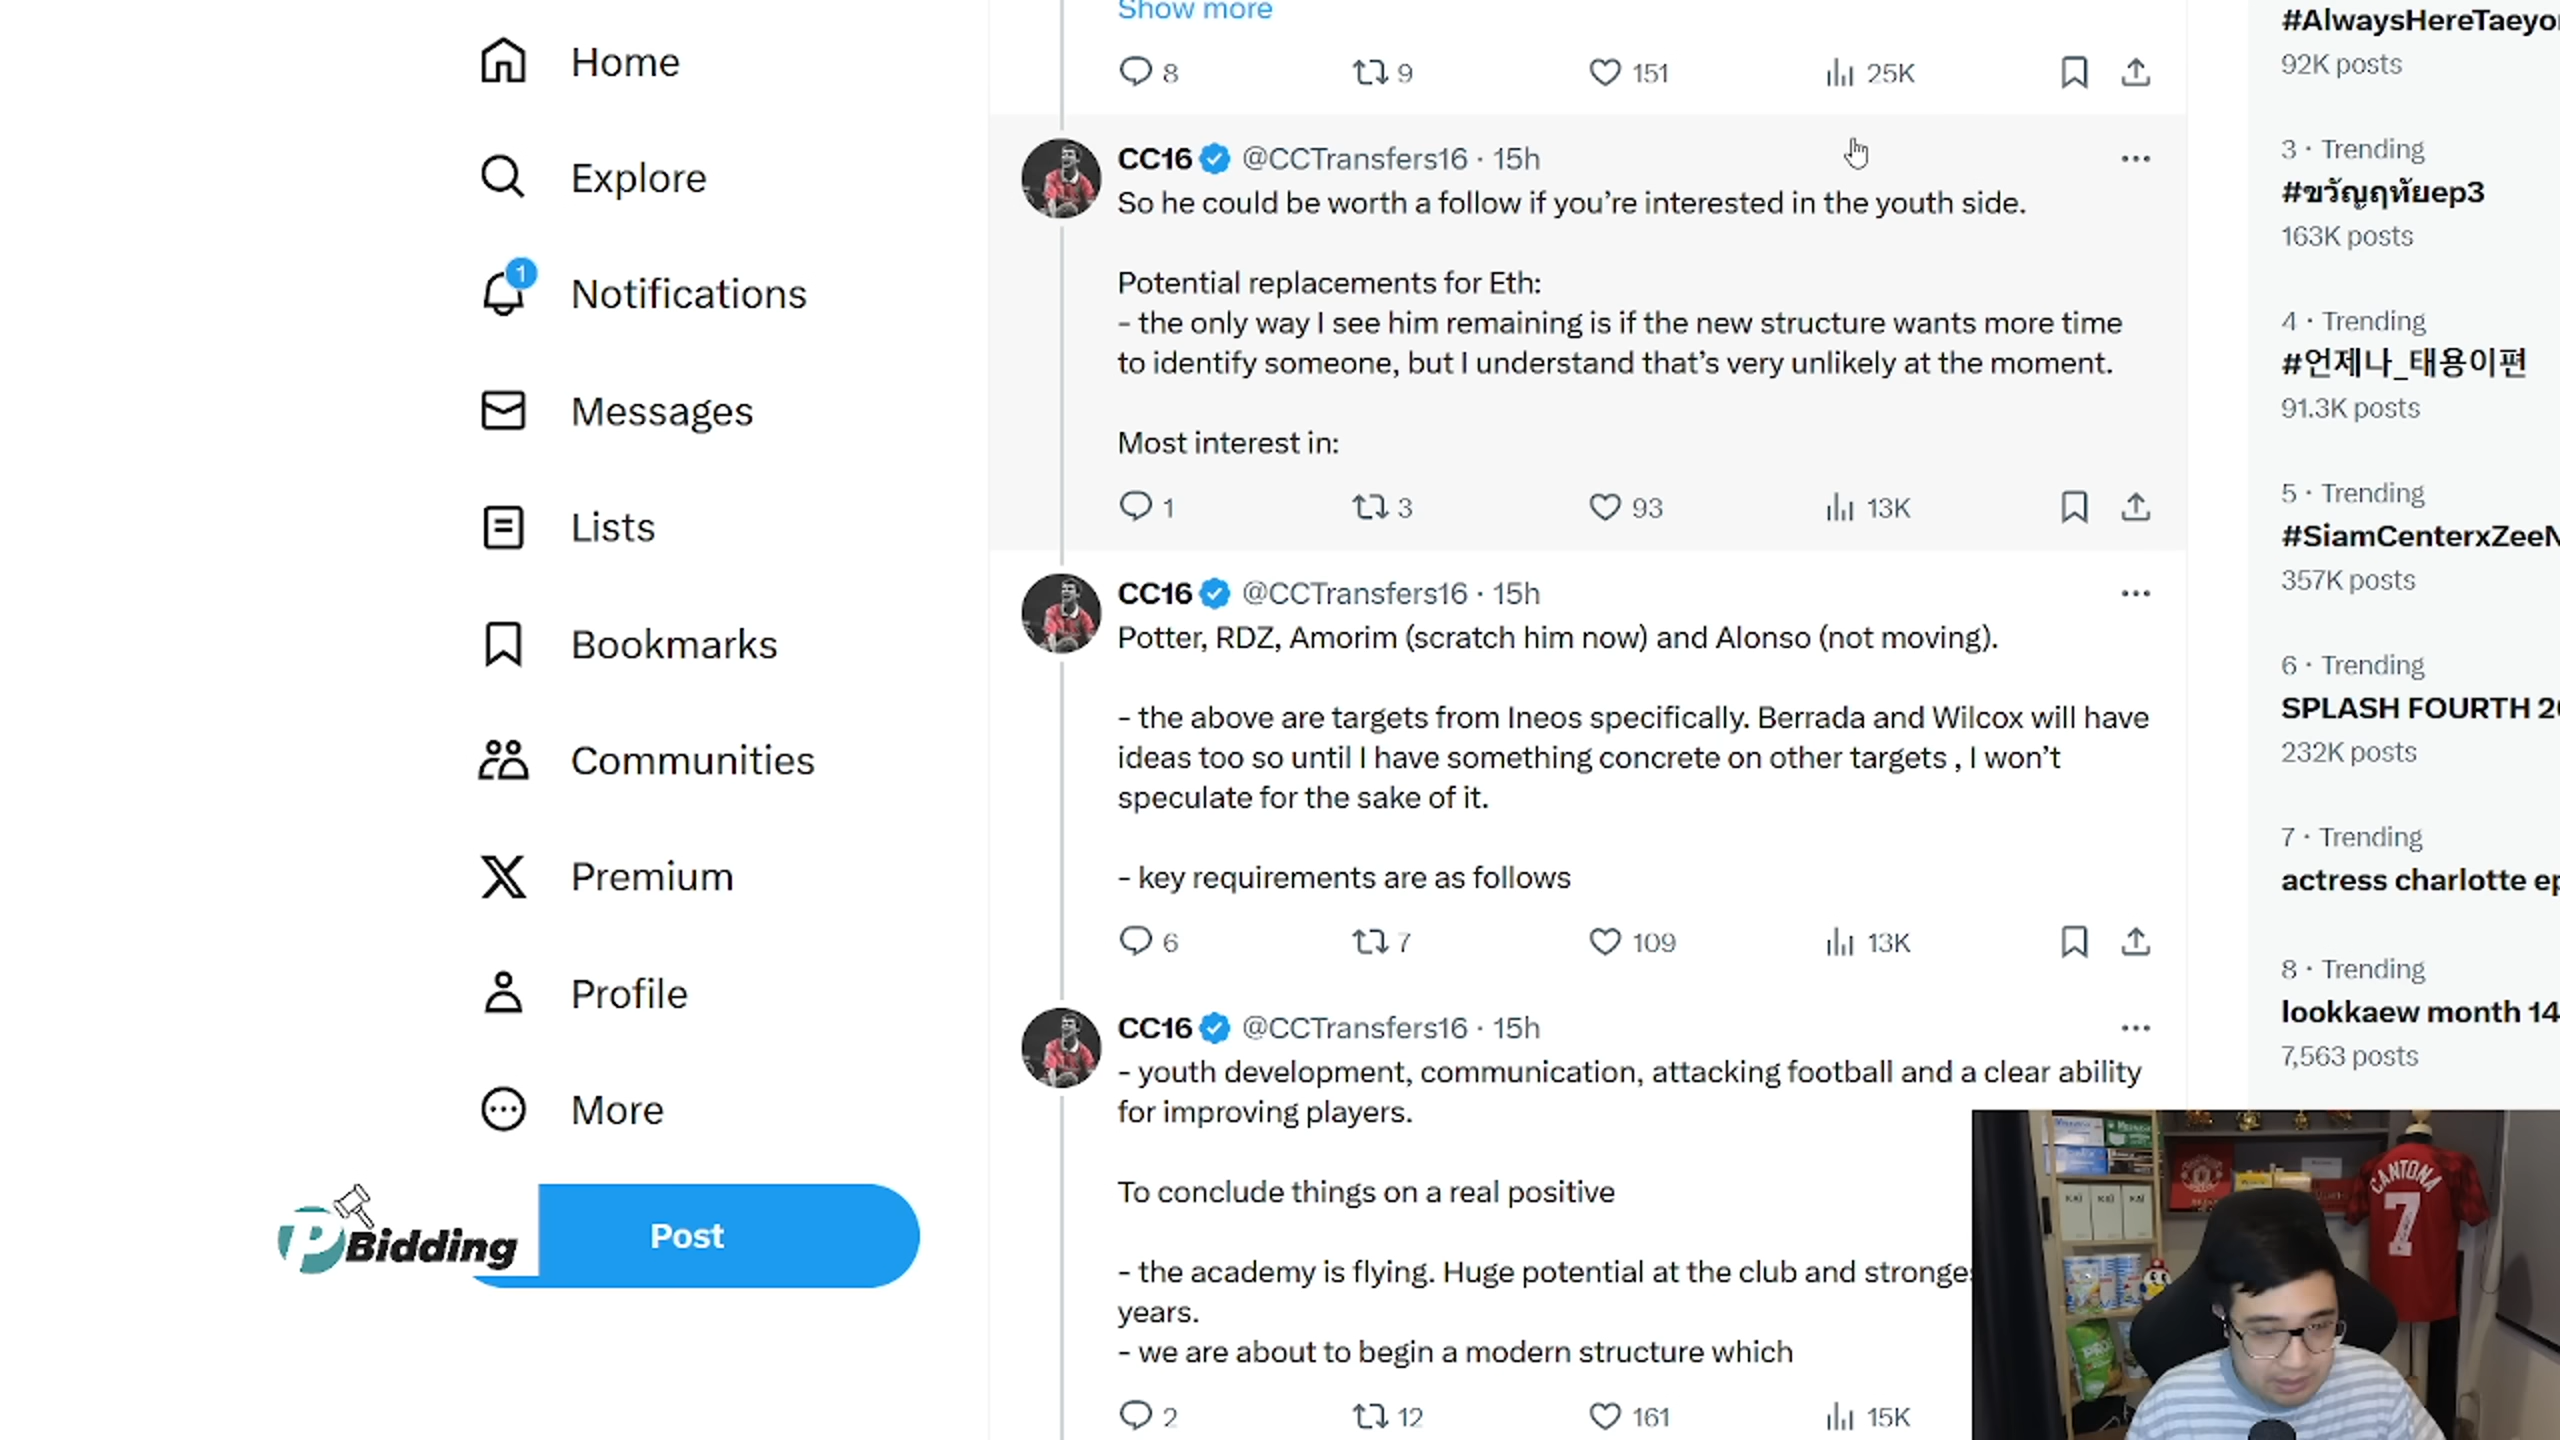 Home
Explore
1
Notifications
Messages
Lists
Bookmarks
Communities
Premium
Profile
More
Post
P Bidding
Show more
8 9 151 25K
CC16 @CCTransfers16 · 15h
So he could be worth a follow if you’re interested in the youth side.
Potential replacements for Eth:
- the only way I see him remaining is if the new structure wants more time
to identify someone, but I understand that’s very unlikely at the moment.
Most interest in:
1 3 93 13K
CC16 @CCTransfers16 · 15h
Potter, RDZ, Amorim (scratch him now) and Alonso (not moving).
- the above are targets from Ineos specifically. Berrada and Wilcox will have
ideas too so until I have something concrete on other targets , I won’t
speculate for the sake of it.
- key requirements are as follows
6 7 109 13K
CC16 @CCTransfers16 · 15h
- youth development, communication, attacking football and a clear ability
for improving players.
To conclude things on a real positive
- the academy is flying. Huge potential at the club and stronges
years.
- we are about to begin a modern structure which
2 12 161 15K
#AlwaysHereTaeyo
92K posts
3 · Trending
#ขวัญฤทัยep3
163K posts
4 · Trending
#언제나_태용이편
91.3K posts
5 · Trending
#SiamCenterxZeeN
357K posts
6 · Trending
SPLASH FOURTH 20
232K posts
7 · Trending
actress charlotte ep
8 · Trending
lookkaew month 14
7,563 posts
CANTONA
7